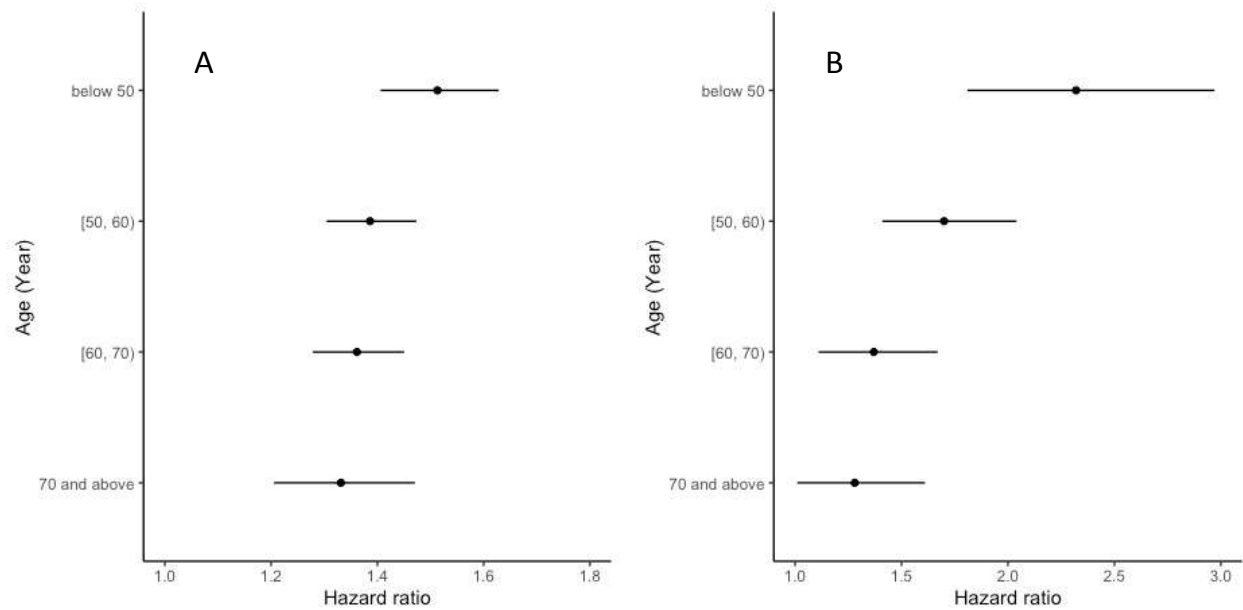 A
below 50
[50, 60)
[60, 70)
70 and above
Age (Year)
1.0 1.2 1.4 1.6 1.8
Hazard ratio
B
below 50
[50, 60)
[60, 70)
70 and above
Age (Year)
1.0 1.5 2.0 2.5 3.0
Hazard ratio